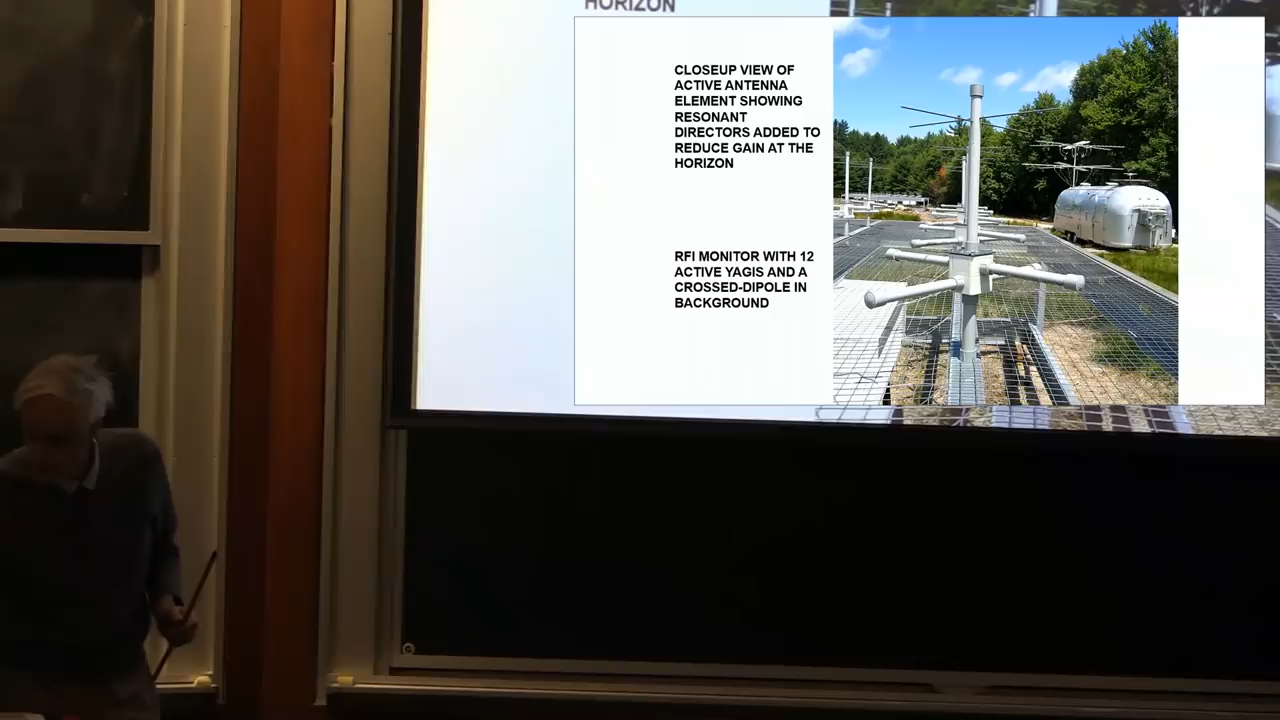 HORIZON
CLOSEUP VIEW OF
ACTIVE ANTENNA
ELEMENT SHOWING
RESONANT
DIRECTORS ADDED TO
REDUCE GAIN AT THE
HORIZON
RFI MONITOR WITH 12
ACTIVE YAGIS AND A
CROSSED-DIPOLE IN
BACKGROUND